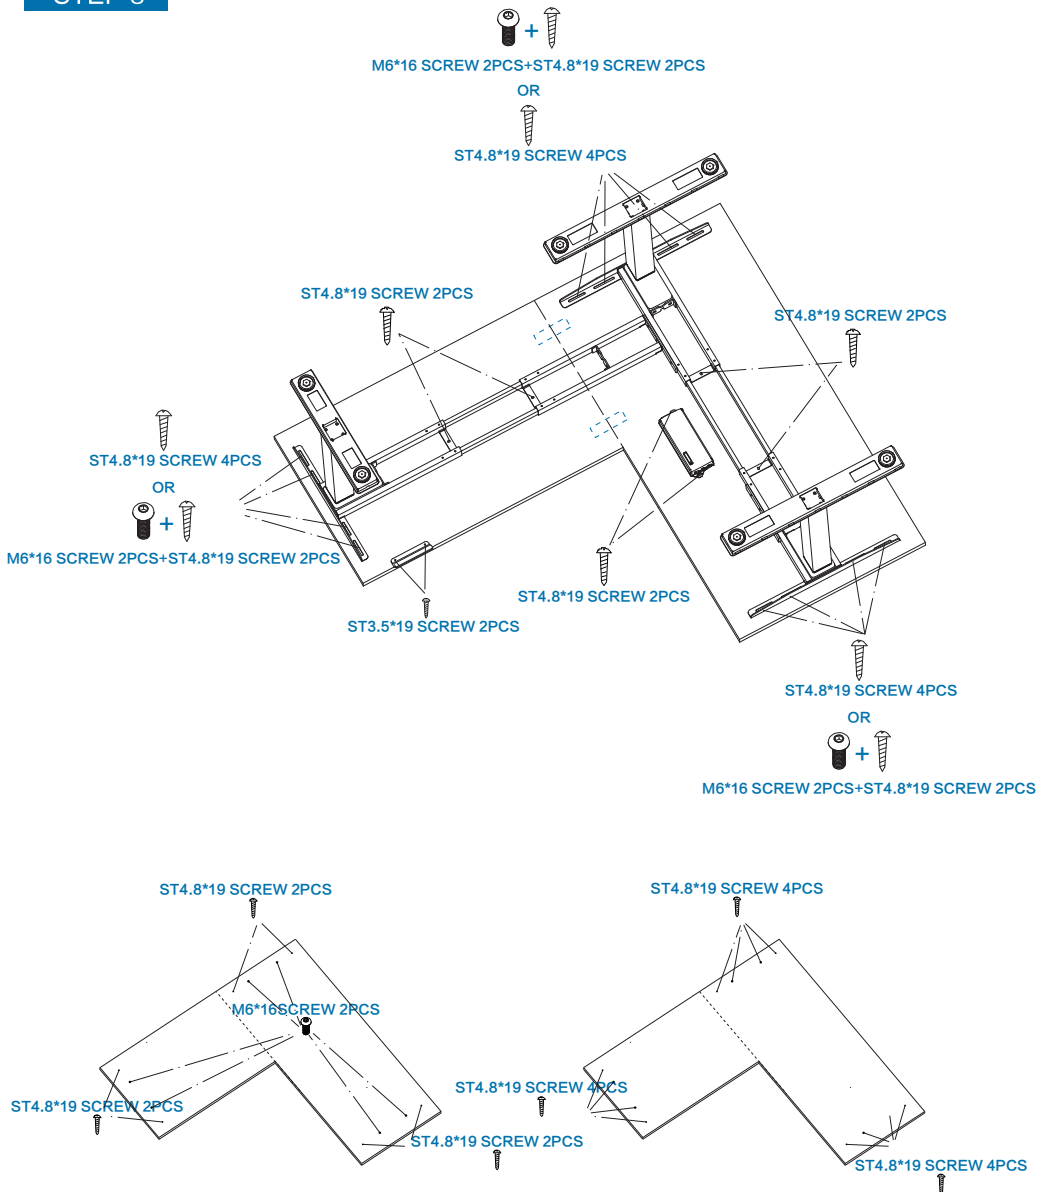 STEP 8
+
M6*16 SCREW 2PCS+ST4.8*19 SCREW 2PCS
OR
ST4.8*19 SCREW 4PCS
ST4.8*19 SCREW 2PCS
ST4.8*19 SCREW 2PCS
ST4.8*19 SCREW 4PCS
OR
+
M6*16 SCREW 2PCS+ST4.8*19 SCREW 2PCS
ST4.8*19 SCREW 2PCS
ST3.5*19 SCREW 2PCS
ST4.8*19 SCREW 4PCS
OR
+
M6*16 SCREW 2PCS+ST4.8*19 SCREW 2PCS
ST4.8*19 SCREW 2PCS
M6*16SCREW 2PCS
ST4.8*19 SCREW 2PCS
ST4.8*19 SCREW 2PCS
ST4.8*19 SCREW 4PCS
ST4.8*19 SCREW 4PCS
ST4.8*19 SCREW 4PCS